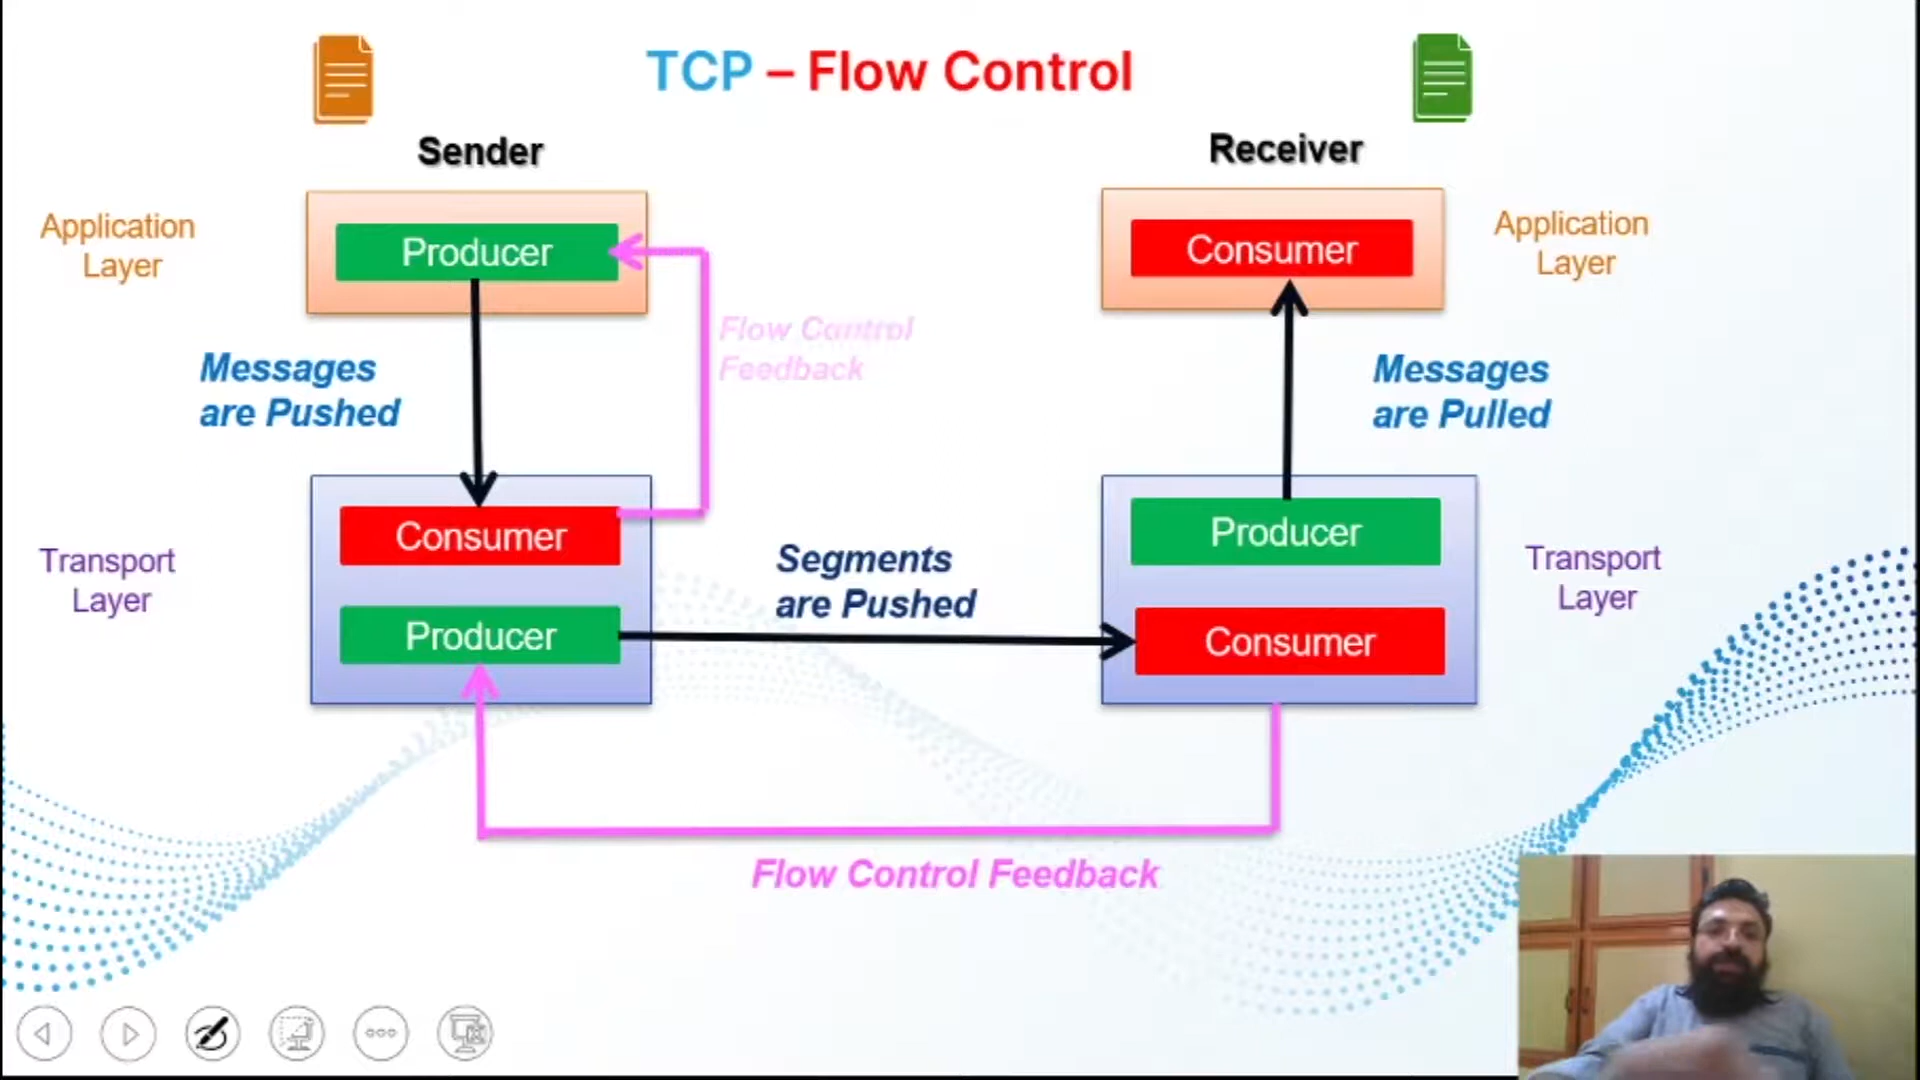 TCP – Flow Control
Sender
Receiver
Application
Layer
Producer
Consumer
Application
Layer
Flow Control
Feedback
Messages
are Pushed
Messages
are Pulled
Transport
Layer
Consumer
Producer
Segments
are Pushed
Producer
Consumer
Transport
Layer
Flow Control Feedback